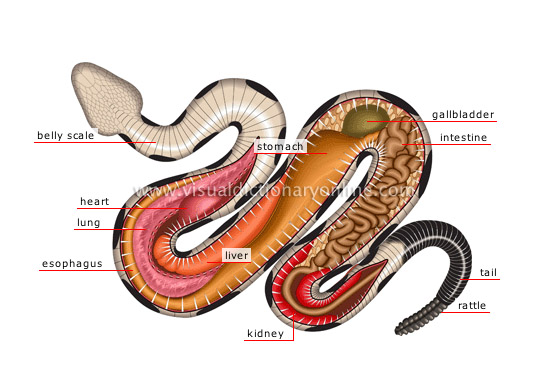 gallbladder
belly scale
intestine
stomach
www.visualdictionaryonline.com
heart
lung
liver
esophagus
tail
rattle
kidney